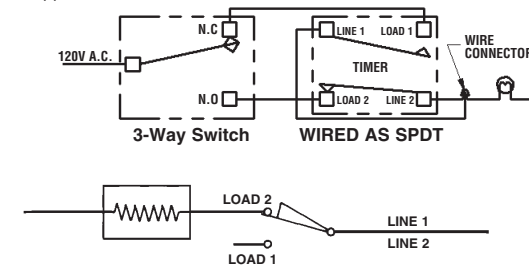 N.C
LINE 1
LOAD 1
WIRE
CONNECTOR
120V A.C.
TIMER
N.O
LOAD 2
LINE 2
3-Way Switch
WIRED AS SPDT
LOAD 2
LINE 1
LINE 2
LOAD 1